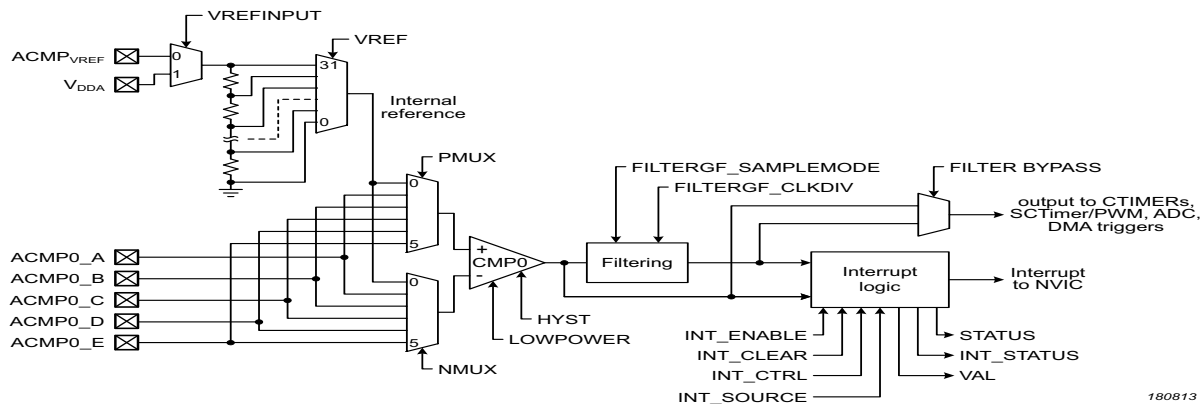 VREFINPUT
ACMPVREF
0
VDDA
1
VREF
31
0
Internal
reference
PMUX
0
5
FILTERGF_SAMPLEMODE
FILTERGF_CLKDIV
FILTER BYPASS
output to CTIMERs,
SCTimer/PWM, ADC,
DMA triggers
ACMP0_A
ACMP0_B
ACMP0_C
ACMP0_D
ACMP0_E
+
CMP0
-
Filtering
Interrupt
logic
Interrupt
to NVIC
0
5
NMUX
HYST
LOWPOWER
INT_ENABLE
INT_CLEAR
INT_CTRL
INT_SOURCE
STATUS
INT_STATUS
VAL
180813